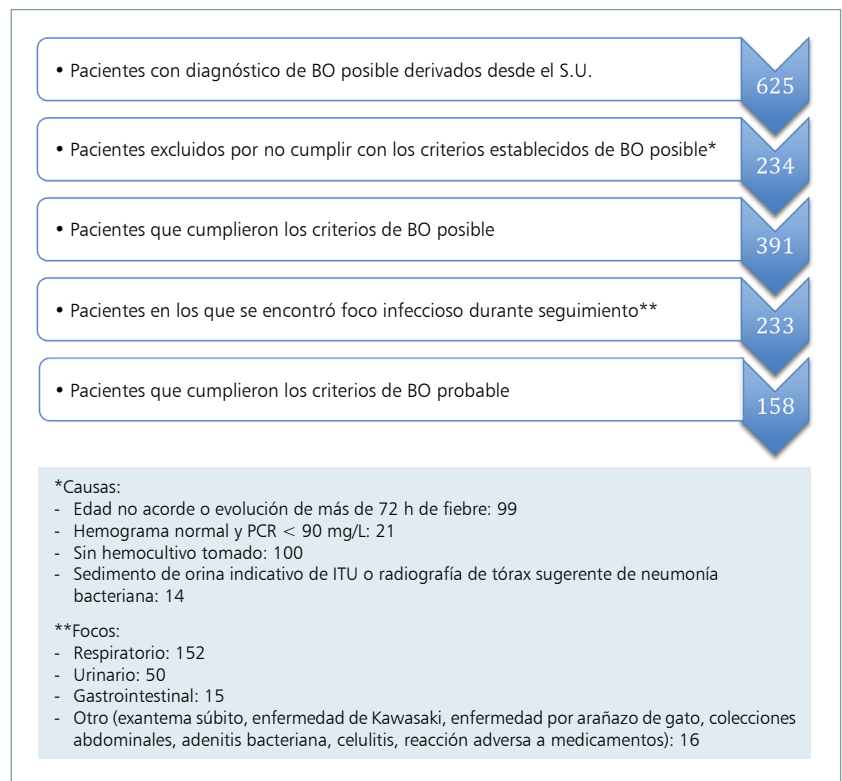 • Pacientes con diagnóstico de BO posible derivados desde el S.U.
625
• Pacientes excluidos por no cumplir con los criterios establecidos de BO posible*
234
• Pacientes que cumplieron los criterios de BO posible
391
• Pacientes en los que se encontró foco infeccioso durante seguimiento**
233
• Pacientes que cumplieron los criterios de BO probable
158
*Causas:
- Edad no acorde o evolución de más de 72 h de fiebre: 99
- Hemograma normal y PCR < 90 mg/L: 21
- Sin hemocultivo tomado: 100
- Sedimento de orina indicativo de ITU o radiografía de tórax sugerente de neumonía
bacteriana: 14
**Focos:
- Respiratorio: 152
- Urinario: 50
- Gastrointestinal: 15
- Otro (exantema súbito, enfermedad de Kawasaki, enfermedad por arañazo de gato, colecciones
abdominales, adenitis bacteriana, celulitis, reacción adversa a medicamentos): 16